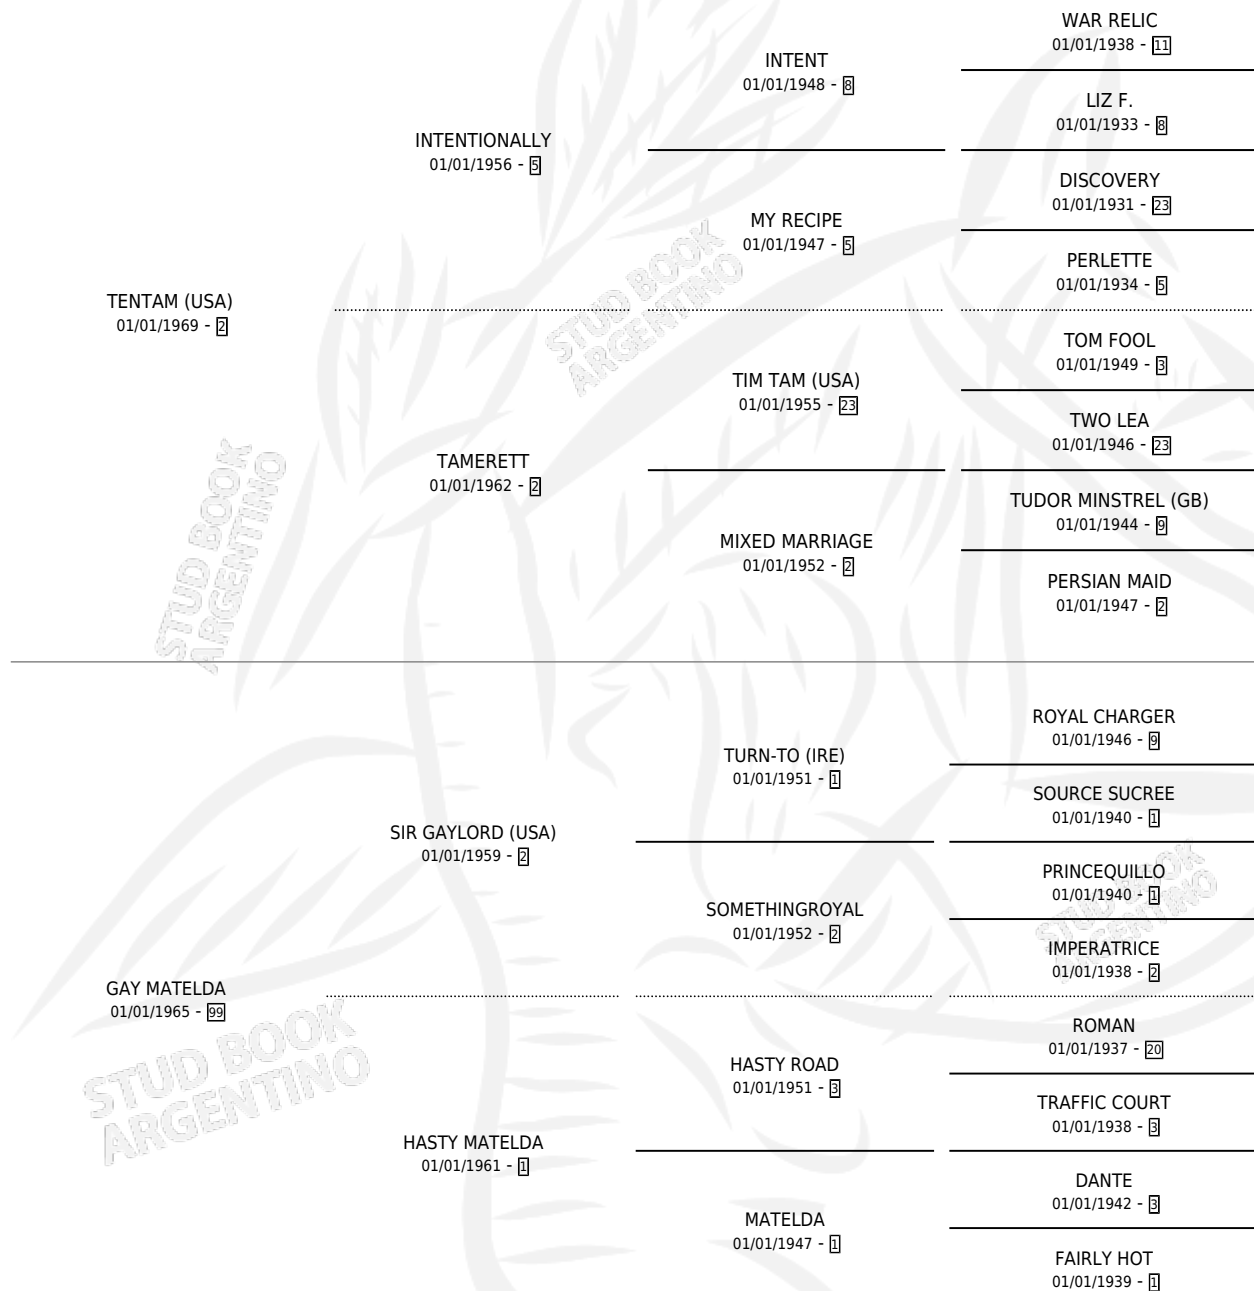 WAR RELIC
01/01/1938 - 11
INTENT
01/01/1948 - 8
LIZ F.
01/01/1933 - 8
INTENTIONALLY
01/01/1956 - 5
DISCOVERY
01/01/1931 - 23
MY RECIPE
01/01/1947 - 5
PERLETTE
01/01/1934 - 5
TENTAM (USA)
01/01/1969 - 2
TOM FOOL
01/01/1949 - 3
TIM TAM (USA)
01/01/1955 - 23
TWO LEA
01/01/1946 - 23
TAMERETT
01/01/1962 - 2
TUDOR MINSTREL (GB)
01/01/1944 - 9
MIXED MARRIAGE
01/01/1952 - 2
PERSIAN MAID
01/01/1947 - 2
ROYAL CHARGER
01/01/1946 - 9
TURN-TO (IRE)
01/01/1951 - 1
SOURCE SUCREE
01/01/1940 - 1
SIR GAYLORD (USA)
01/01/1959 - 2
PRINCEQUILLO
01/01/1940 - 1
SOMETHINGROYAL
01/01/1952 - 2
IMPERATRICE
01/01/1938 - 2
GAY MATELDA
01/01/1965 - 99
ROMAN
01/01/1937 - 20
HASTY ROAD
01/01/1951 - 3
TRAFFIC COURT
01/01/1938 - 3
HASTY MATELDA
01/01/1961 - 1
DANTE
01/01/1942 - 3
MATELDA
01/01/1947 - 1
FAIRLY HOT
01/01/1939 - 1
STUD BOOK
ARGENTINO
STUD BOOK
ARGENTINO
STUD BOOK
ARGENTINO
STUD BOOK
ARGENTINO